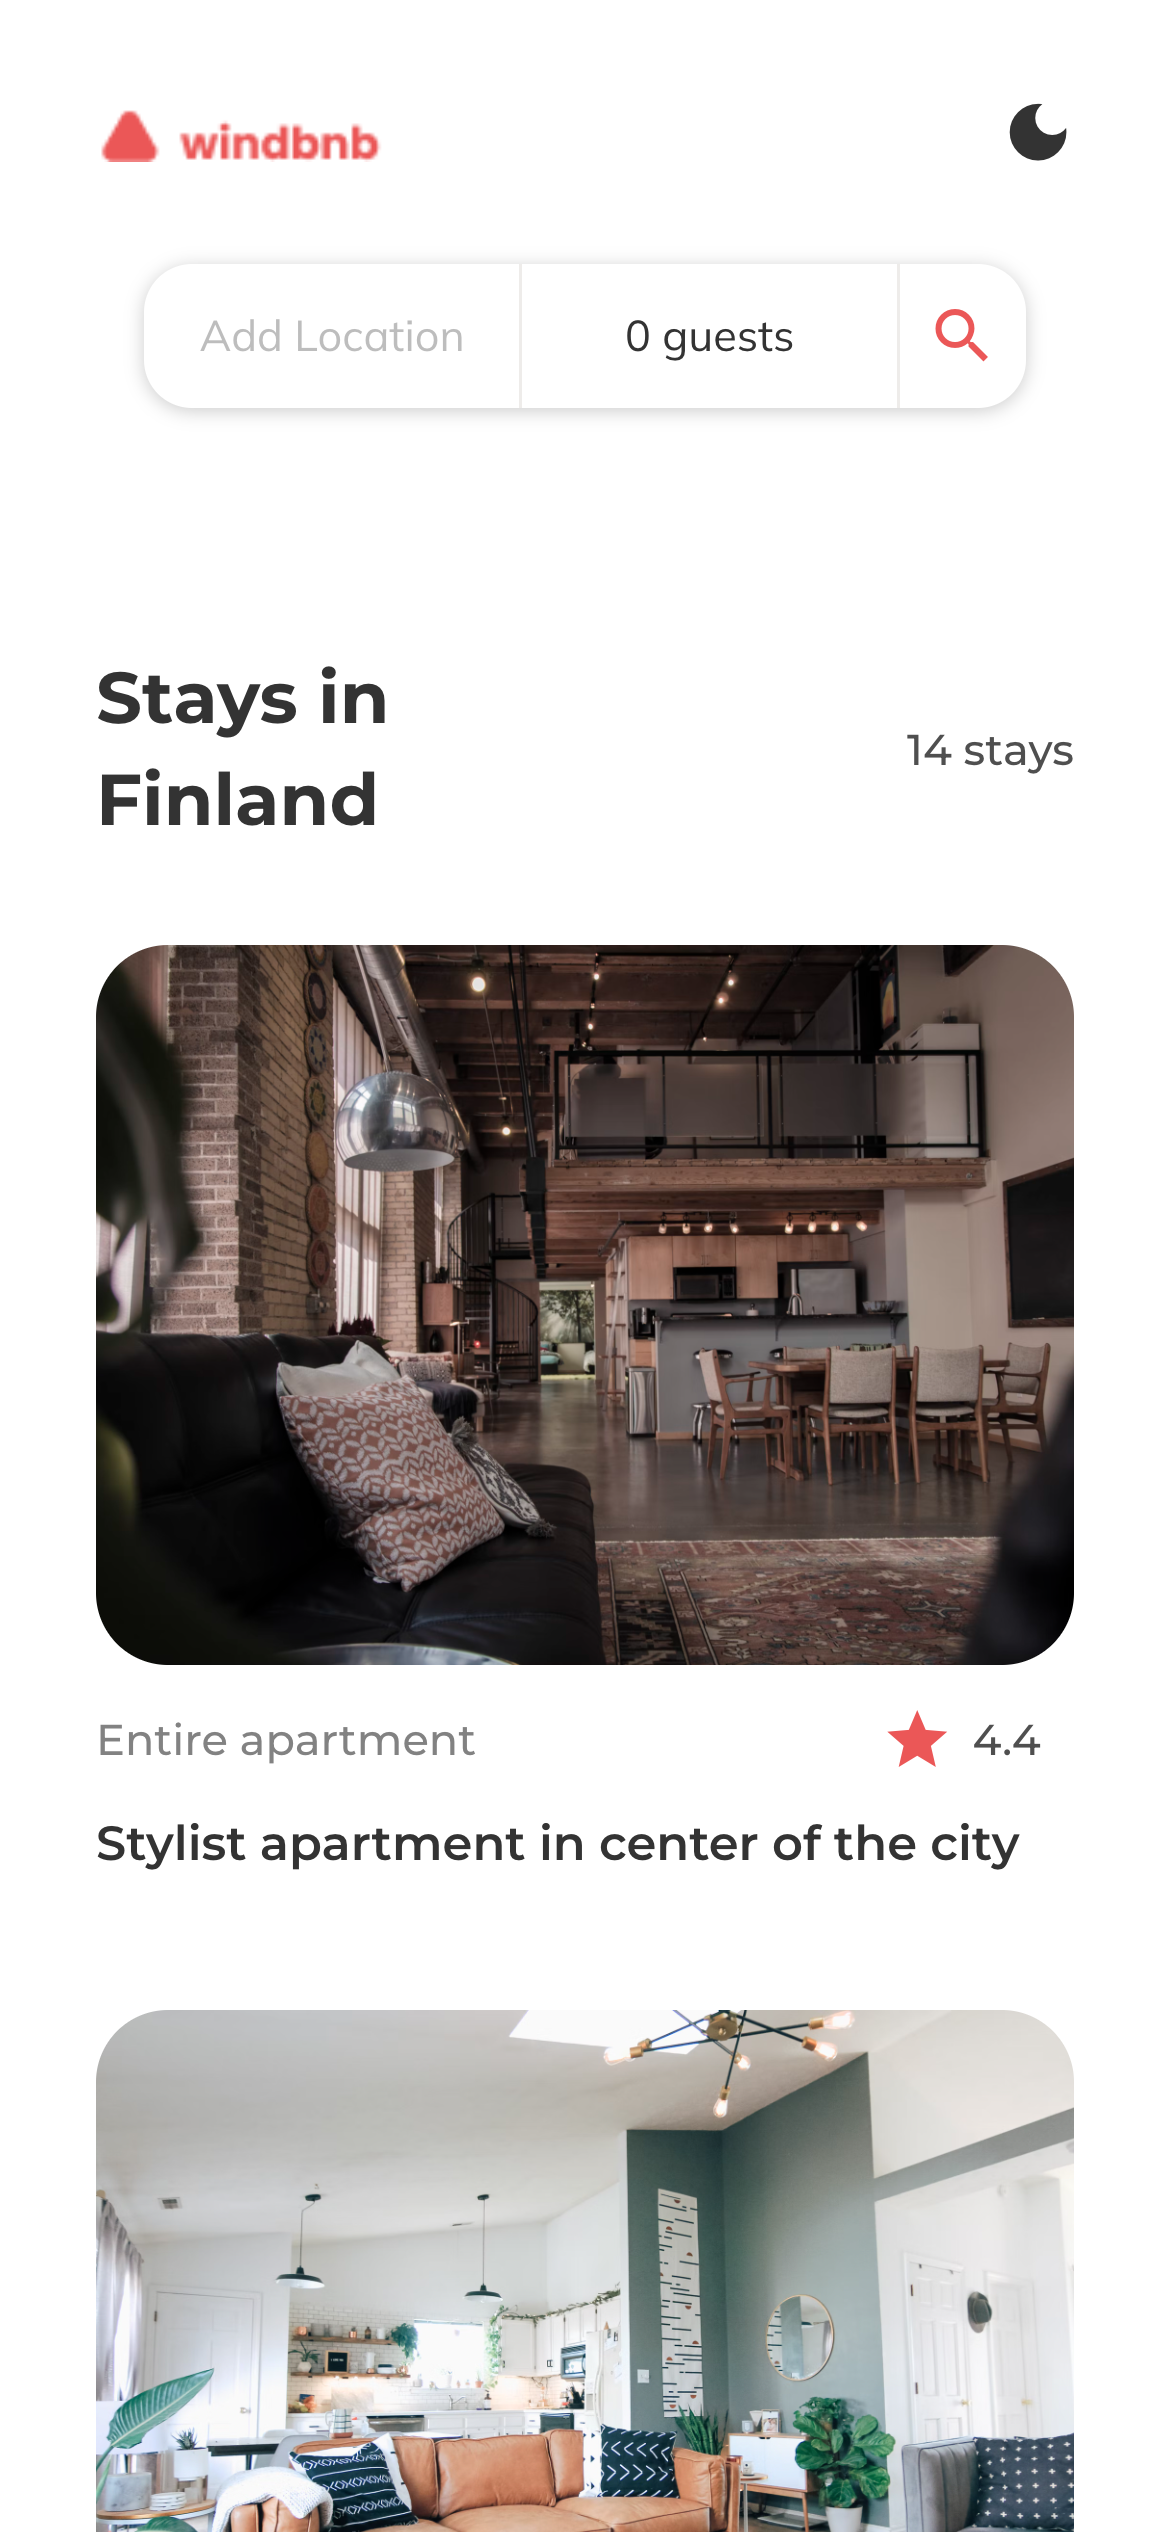 windbnb
Add Location
0 guests
Stays in
Finland
14 stays
Entire apartment
4.4
Stylist apartment in center of the city